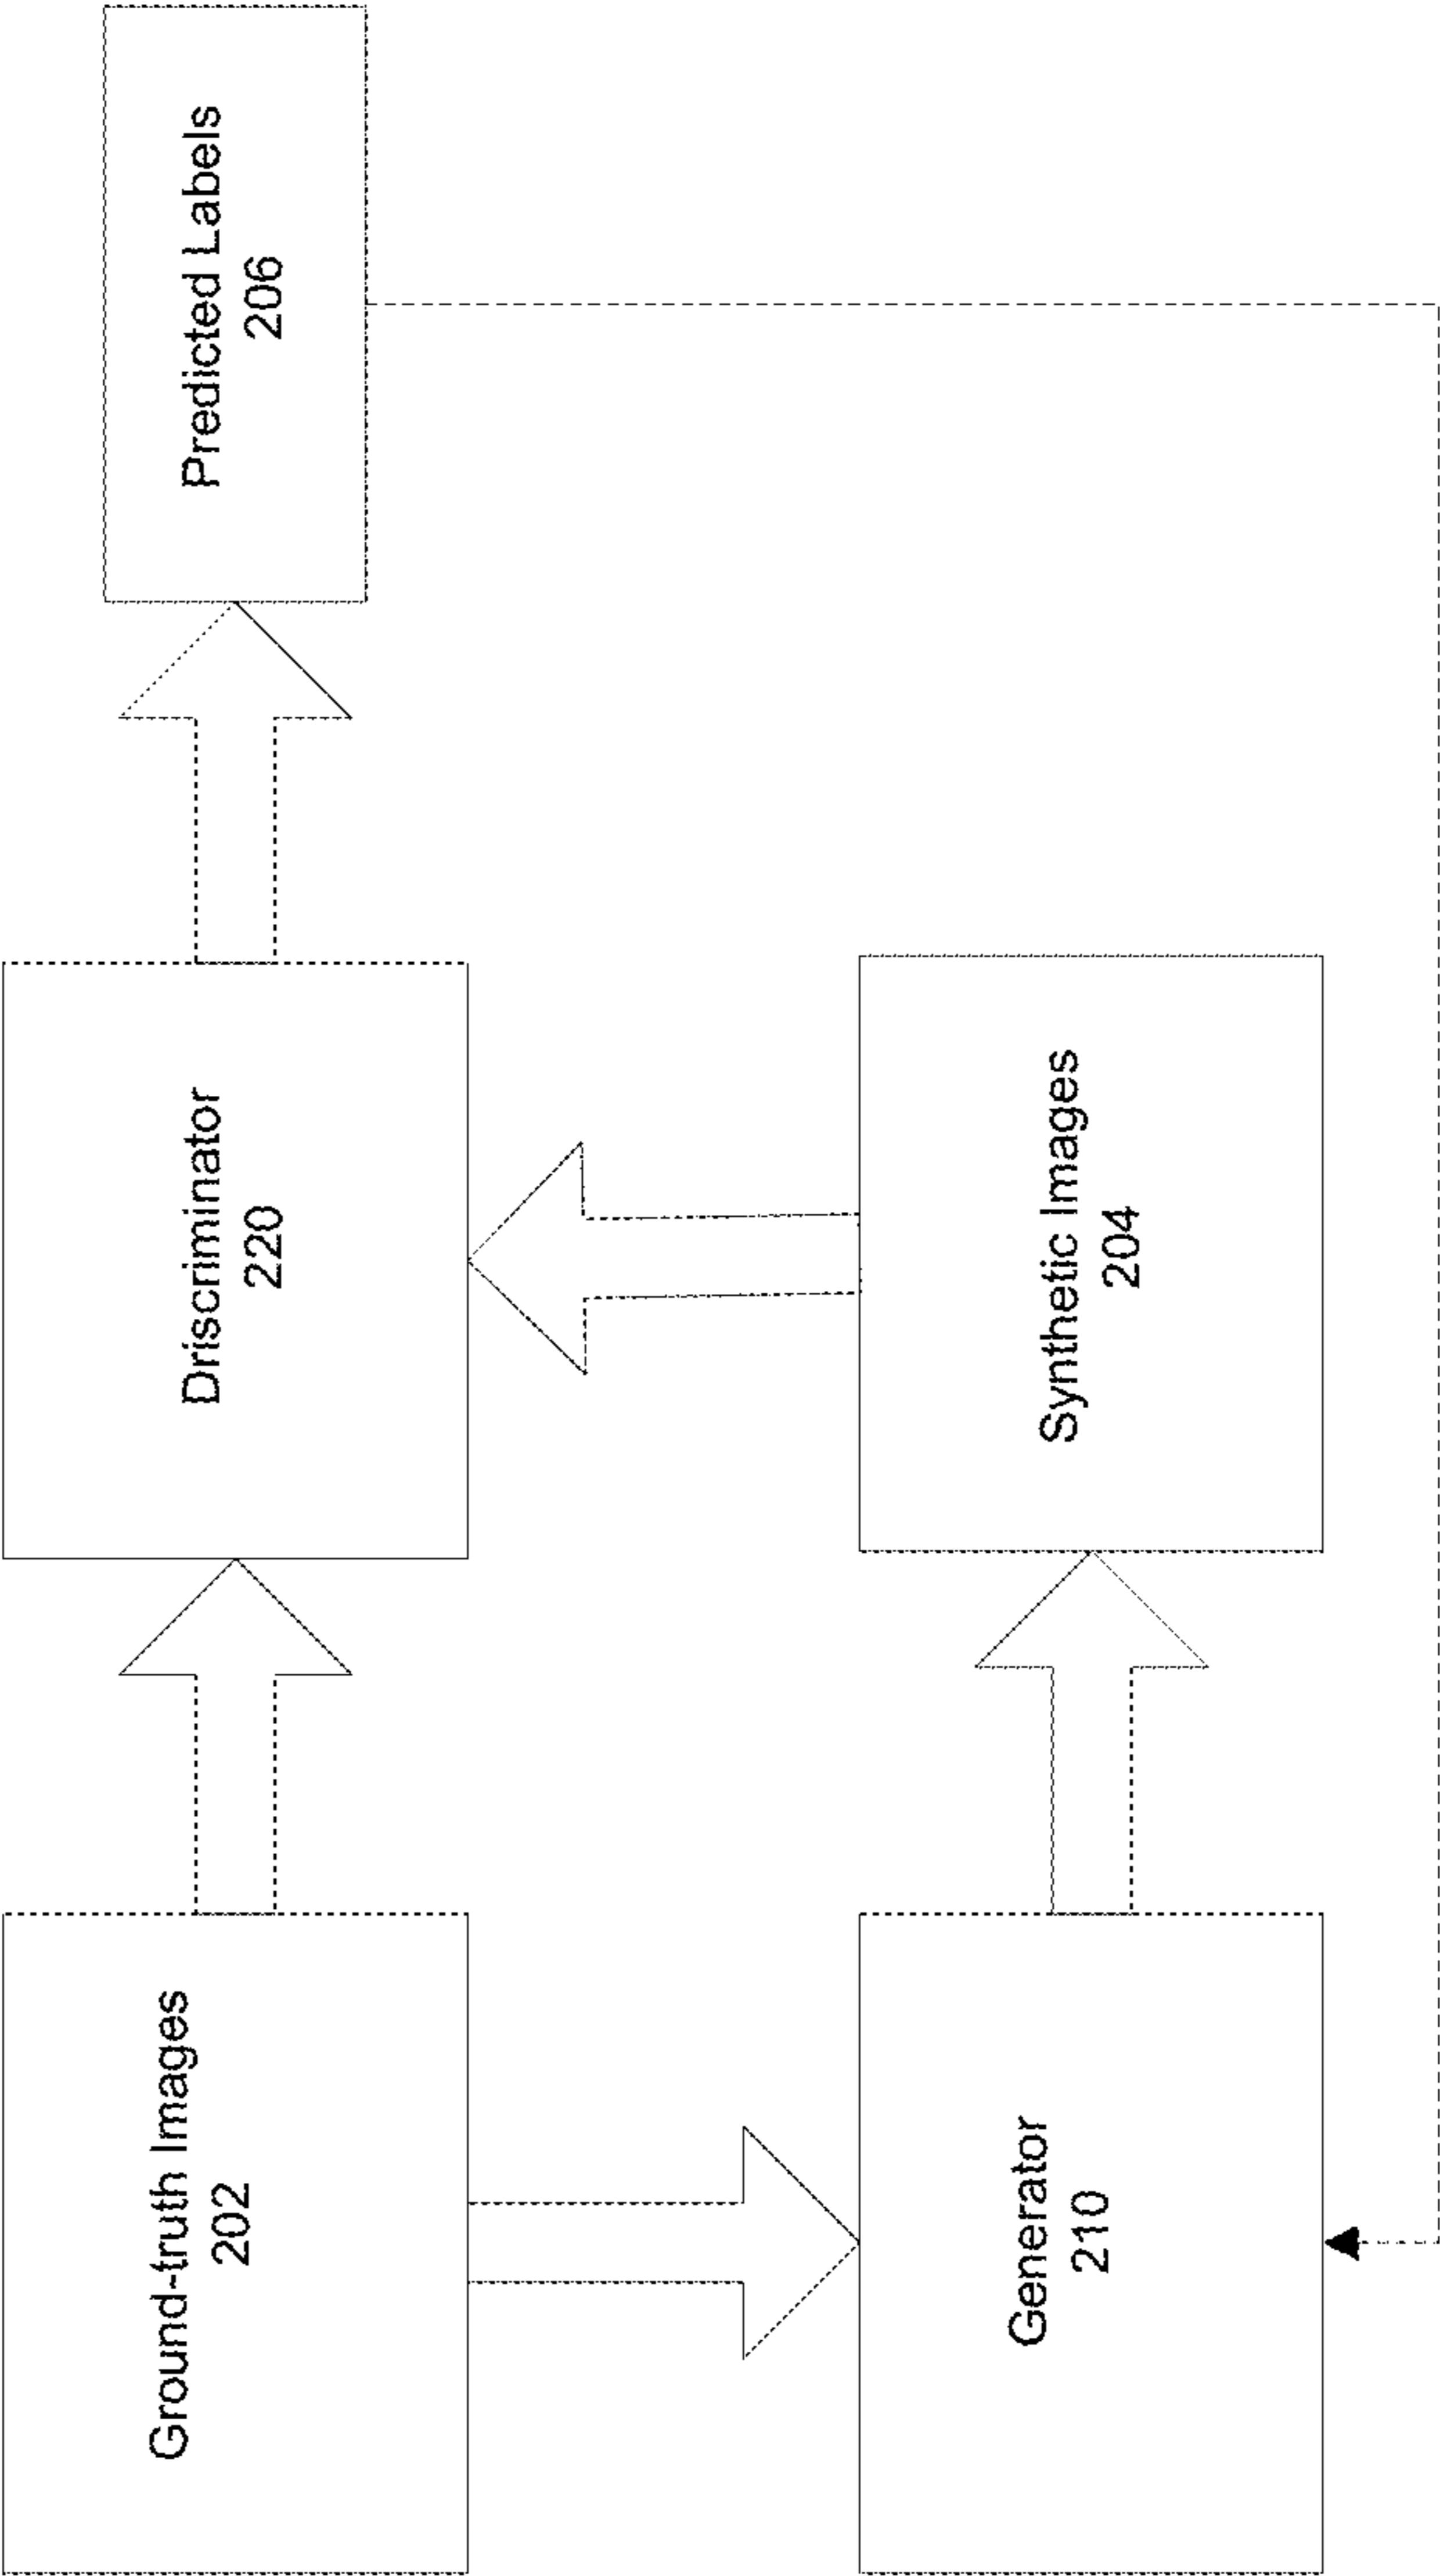 Ground-truth Images
202
Driscriminator
220
Predicted Labels
206
Generator
210
Synthetic Images
204